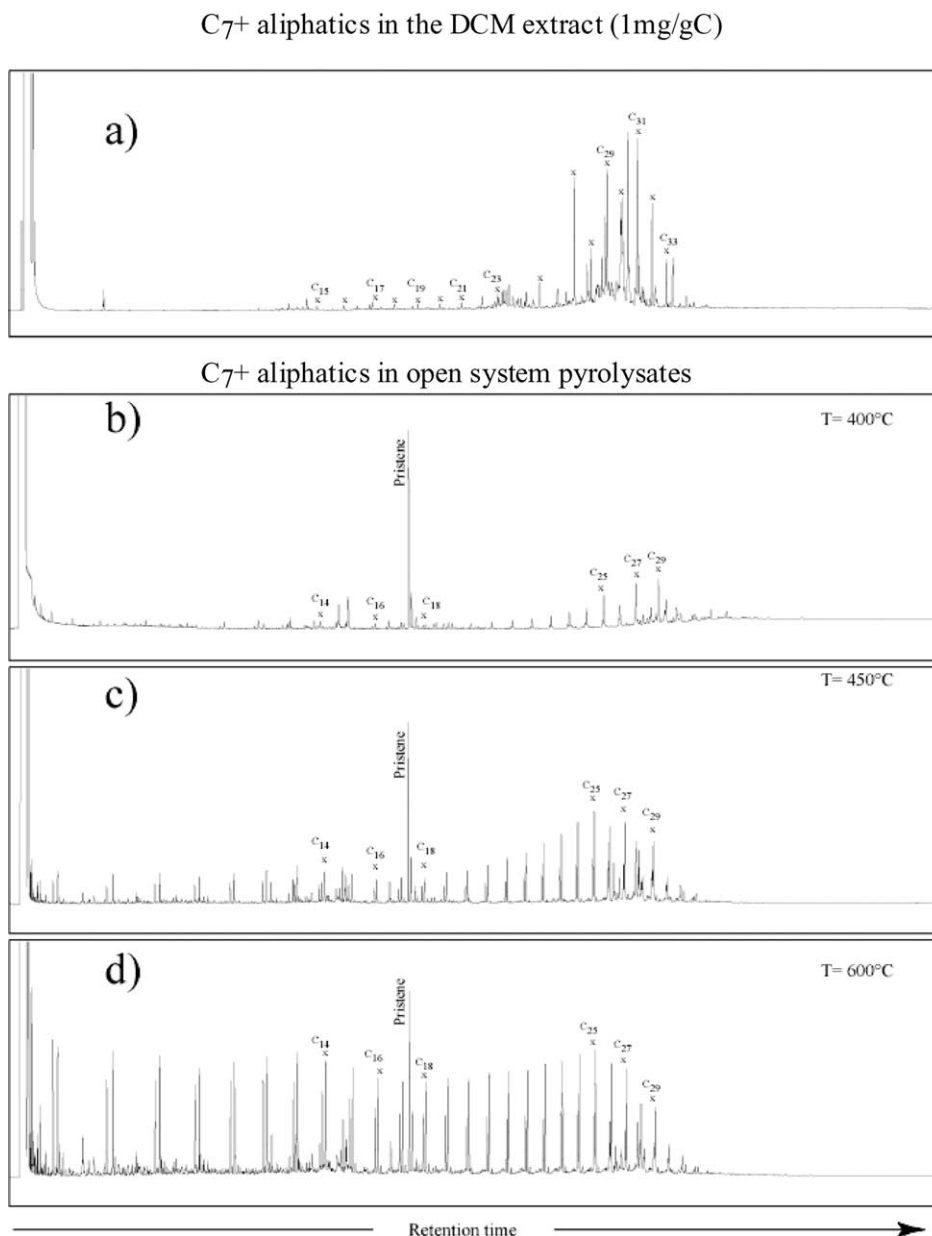 C7+ aliphatics in the DCM extract (1mg/gC)
a)
C31
x
C29
x
x
x
x
x
C33
x
x
C23
x
C15
x
x
C17
x
x
C19
x
x
C21
x
C7+ aliphatics in open system pyrolysates
b)
T= 400°C
Pristene
C14
x
C16
x
C18
x
C25
x
C27
x
C29
x
c)
T= 450°C
Pristene
C14
x
C16
x
C18
x
C25
x
C27
x
C29
x
d)
T= 600°C
Pristene
C14
x
C16
x
C18
x
C25
x
C27
x
C29
x
Retention time